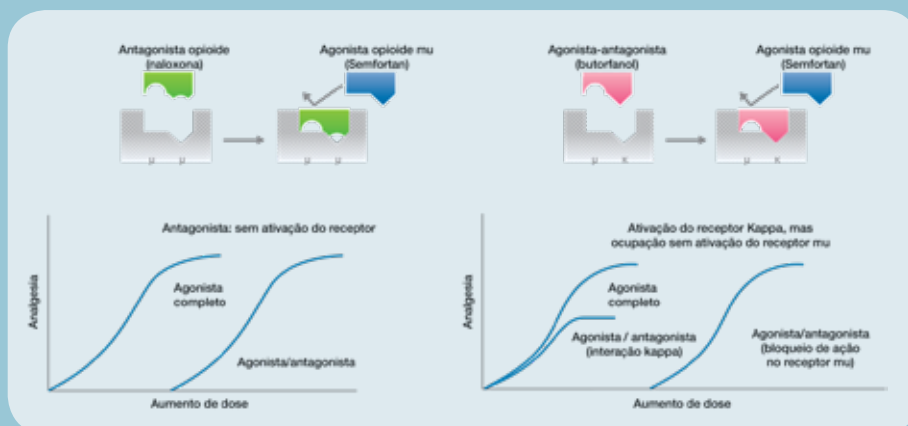 Antagonista opioide
(naloxona)
Agonista opioide mu
(Semfortan)
μ μ
μ μ
Agonista-antagonista
(butorfanol)
Agonista opioide mu
(Semfortan)
μ κ
μ κ
Antagonista: sem ativação do receptor
Analgesia
Agonista
completo
Agonista/antagonista
Aumento de dose
Ativação do receptor Kappa, mas
ocupação sem ativação do receptor mu
Analgesia
Agonista
completo
Agonista / antagonista
(interação kappa)
Agonista/antagonista
(bloqueio de ação
no receptor mu)
Aumento de dose